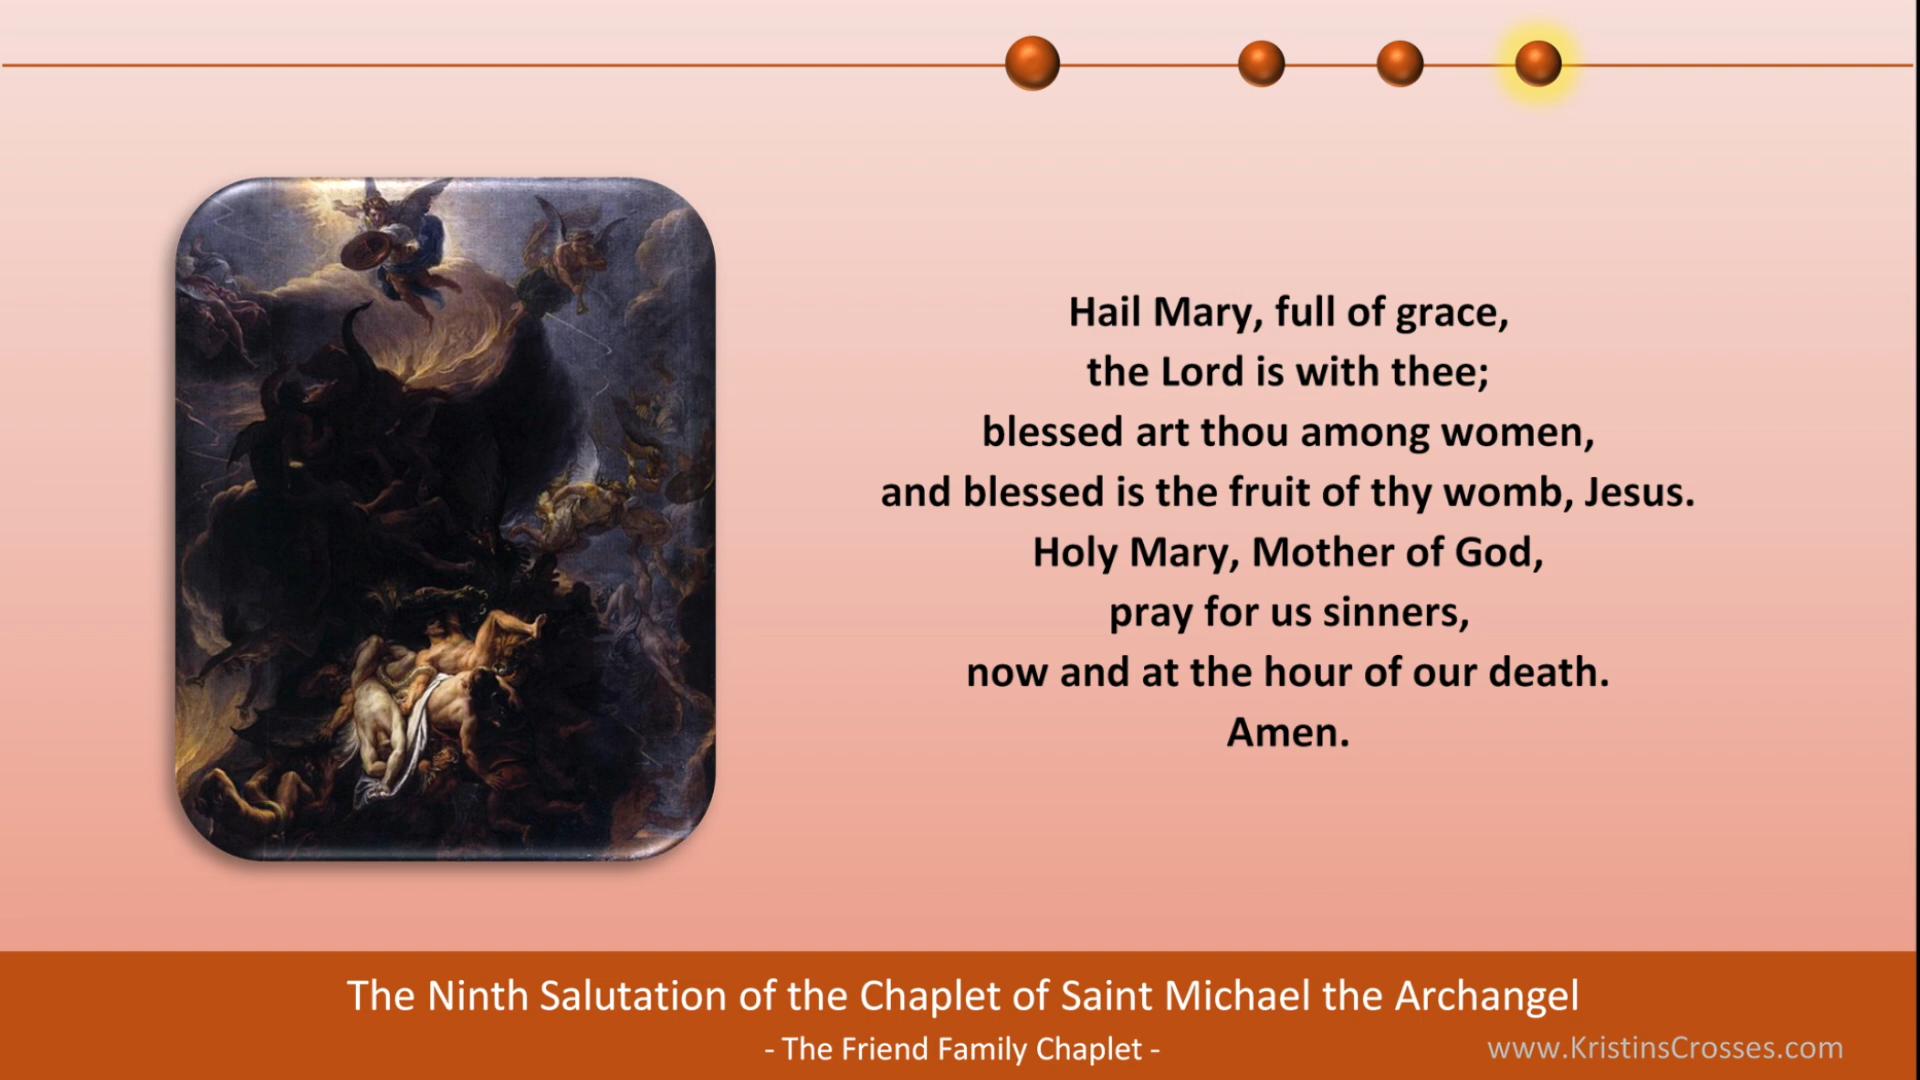 Hail Mary, full of grace,
the Lord is with thee;
blessed art thou among women,
and blessed is the fruit of thy womb, Jesus.
Holy Mary, Mother of God,
pray for us sinners,
now and at the hour of our death.
Amen.
The Ninth Salutation of the Chaplet of Saint Michael the Archangel
- The Friend Family Chaplet -
www.KristinsCrosses.com